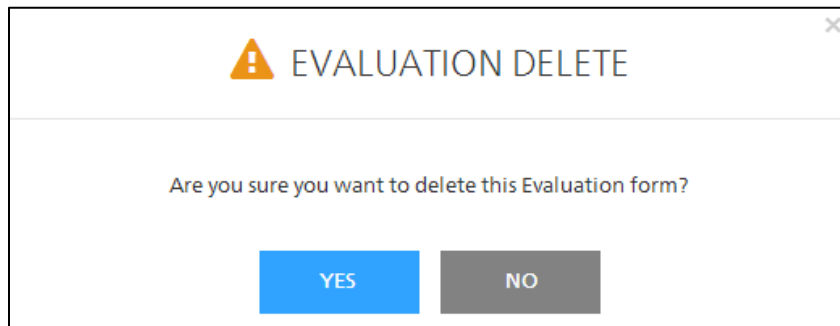 EVALUATION DELETE
Are you sure you want to delete this Evaluation form?
YES
NO